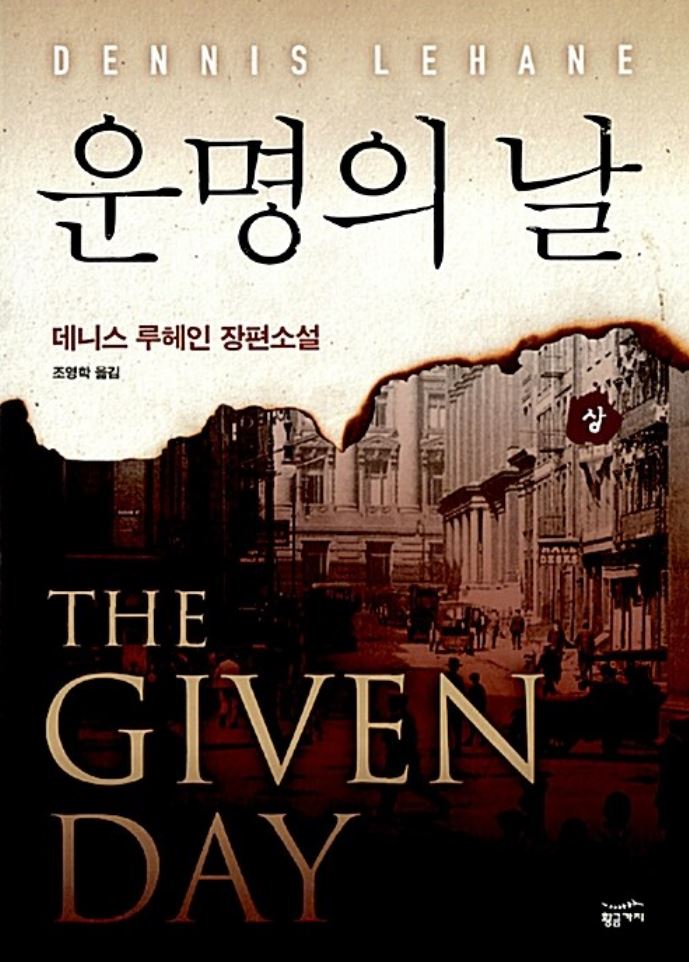 DENNIS LEHANE
운명의 날
데니스 루헤인 장편소설
조영학 옮김
상
THE
GIVEN
DAY
황금가지